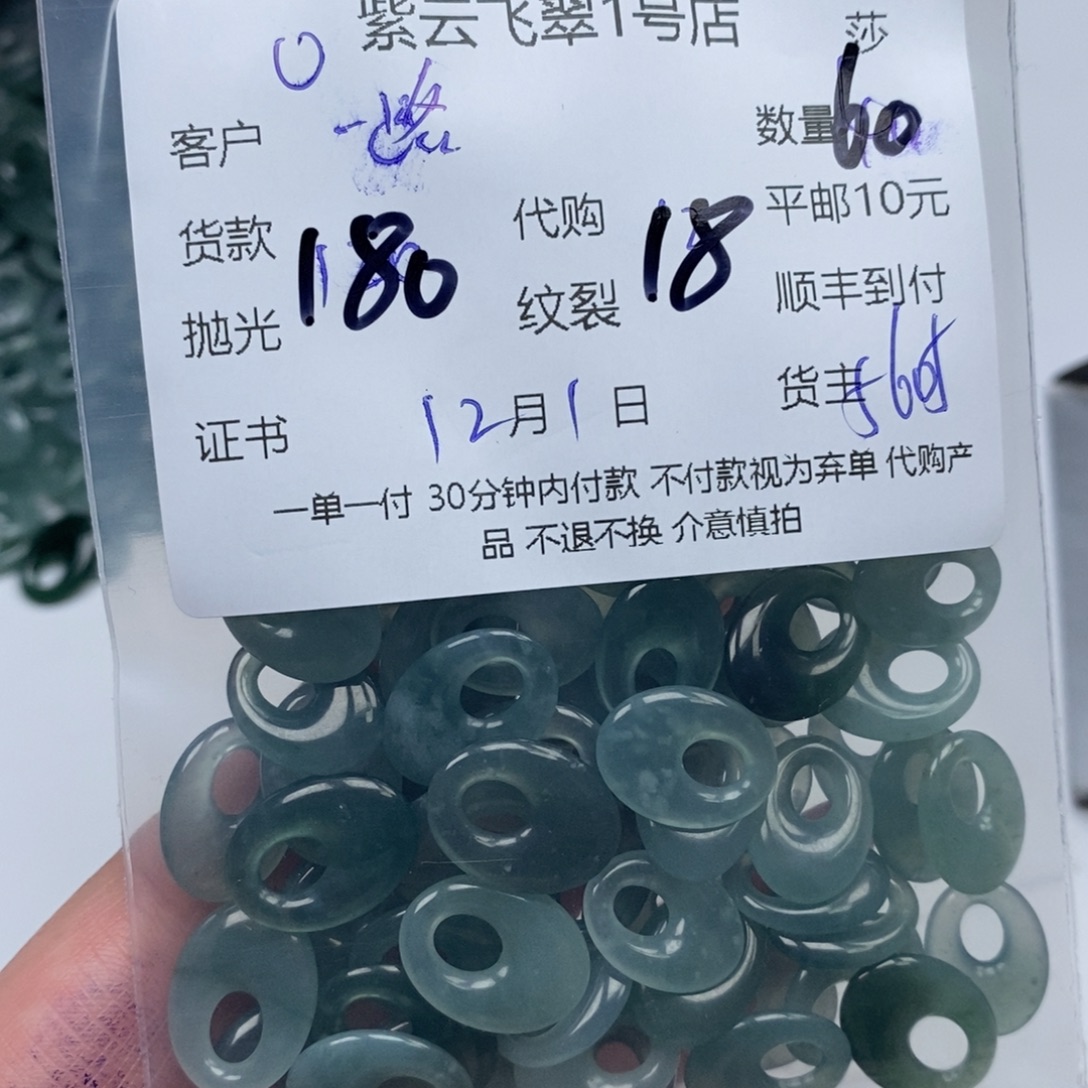 紫云飞翠1号店 莎
客户 数量 60
货款 180 代购 18 平邮10元
抛光 纹裂 顺丰到付
证书 12月1日 货主
一单一付 30分钟内付款 不付款视为弃单 代购产
品 不退不换 介意慎拍